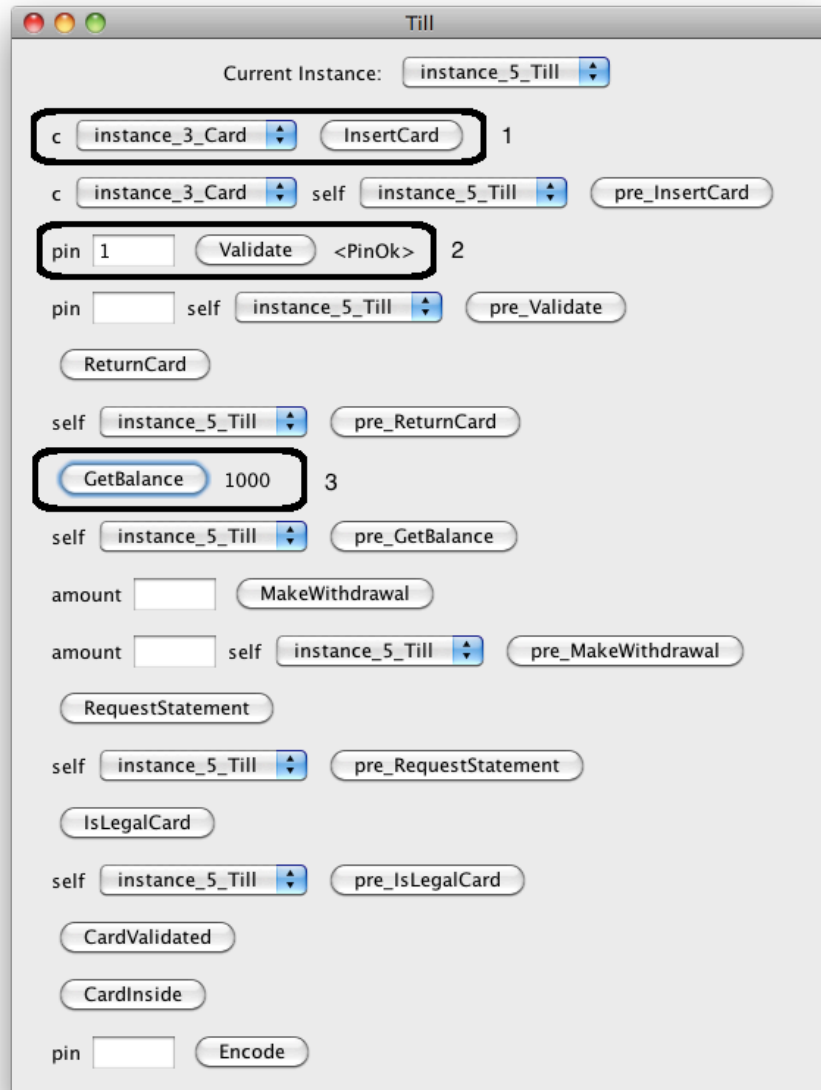 Till
Current Instance: instance_5_Till
c instance_3_Card InsertCard 1
c instance_3_Card self instance_5_Till pre_InsertCard
pin 1 Validate <PinOk> 2
pin self instance_5_Till pre_Validate
ReturnCard
self instance_5_Till pre_ReturnCard
GetBalance 1000 3
self instance_5_Till pre_GetBalance
amount MakeWithdrawal
amount self instance_5_Till pre_MakeWithdrawal
RequestStatement
self instance_5_Till pre_RequestStatement
IsLegalCard
self instance_5_Till pre_IsLegalCard
CardValidated
CardInside
pin Encode